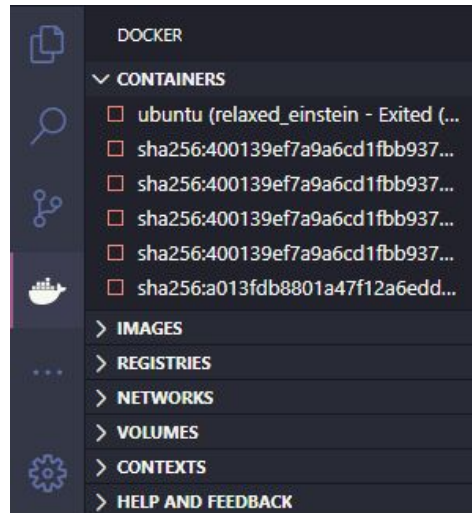 DOCKER
CONTAINERS
ubuntu (relaxed_einstein - Exited (...
sha256:400139ef7a9a6cd1fbb937...
sha256:400139ef7a9a6cd1fbb937...
sha256:400139ef7a9a6cd1fbb937...
sha256:400139ef7a9a6cd1fbb937...
sha256:a013fdb8801a47f12a6edd...
IMAGES
REGISTRIES
NETWORKS
VOLUMES
CONTEXTS
HELP AND FEEDBACK